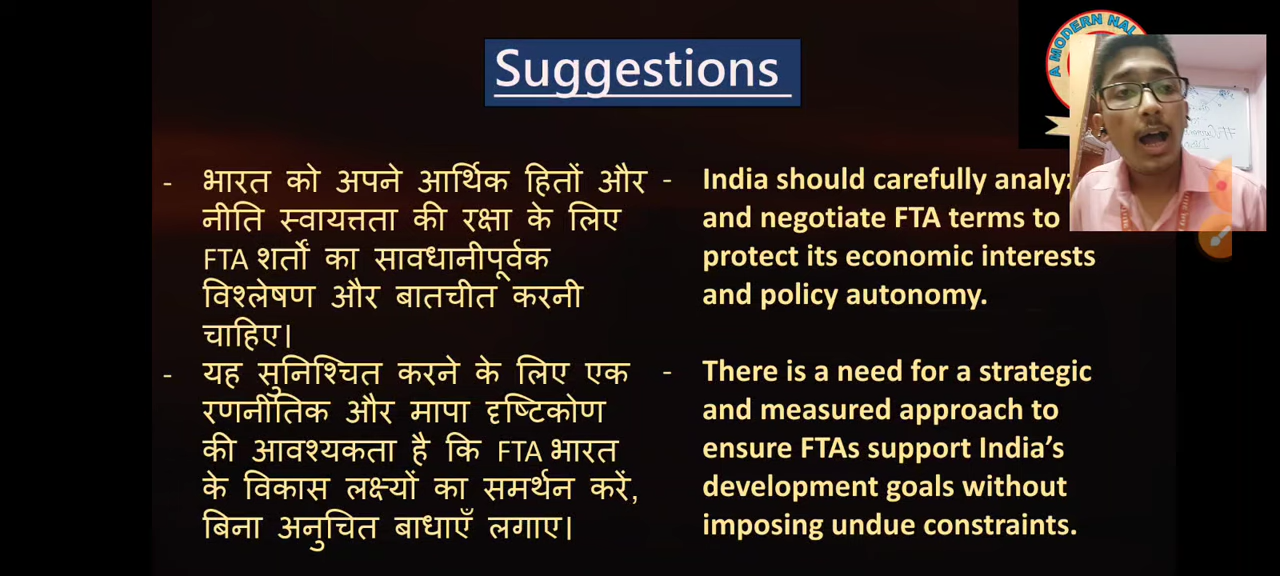 A MODERN
Suggestions
- भारत को अपने आर्थिक हितों और
नीति स्वायत्तता की रक्षा के लिए
FTA शर्तों का सावधानीपूर्वक
विश्लेषण और बातचीत करनी
चाहिए।
- यह सुनिश्चित करने के लिए एक
रणनीतिक और मापा दृष्टिकोण
की आवश्यकता है कि FTA भारत
के विकास लक्ष्यों का समर्थन करें,
बिना अनुचित बाधाएँ लगाए।
- India should carefully
and negotiate FTA terms to
protect its economic interests
and policy autonomy.
- There is a need for a strategic
and measured approach to
ensure FTAs support India’s
development goals without
imposing undue constraints.